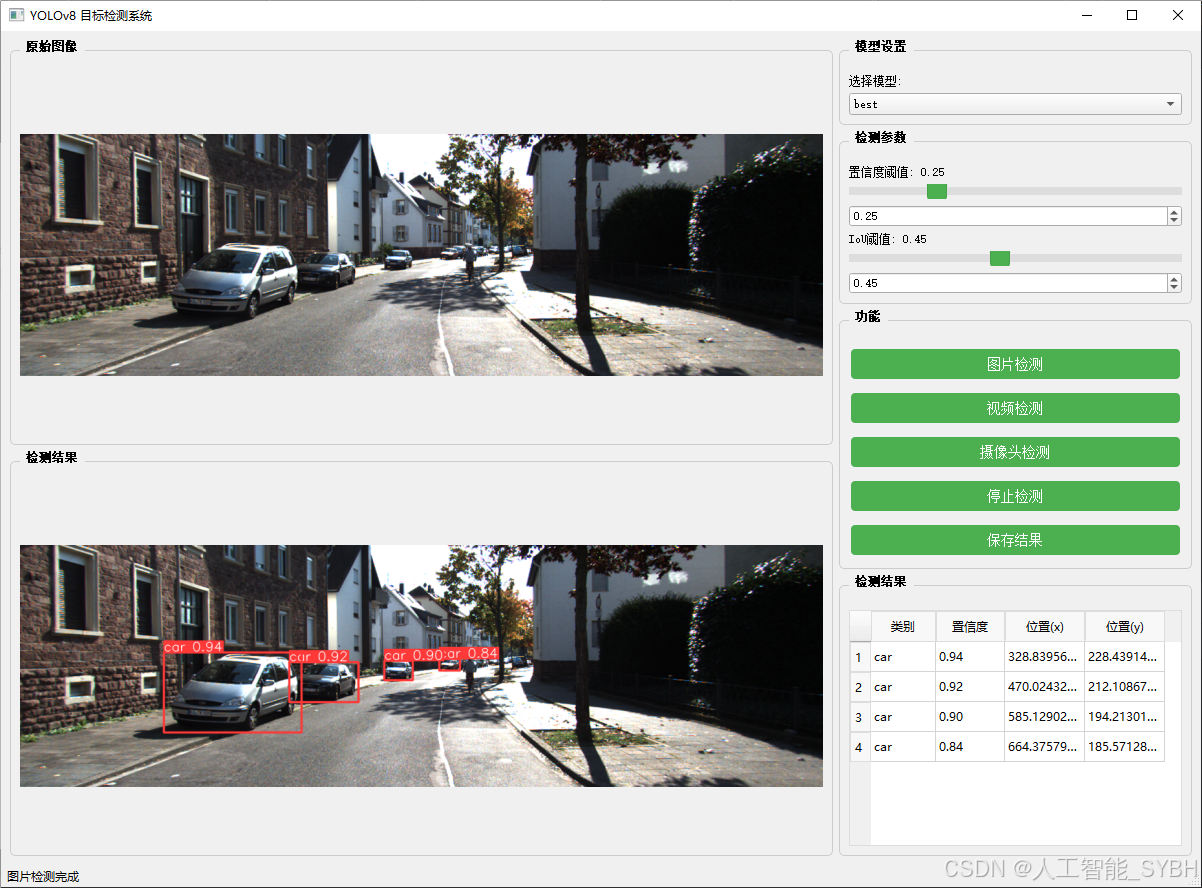 YOLOv8 目标检测系统
原始图像
检测结果
car 0.94
car 0.92
car 0.90
car 0.84
图片检测完成
模型设置
选择模型:
best
检测参数
置信度阈值: 0.25
0.25
IoU阈值: 0.45
0.45
功能
图片检测
视频检测
摄像头检测
停止检测
保存结果
检测结果
类别 置信度 位置(x) 位置(y)
1 car 0.94 328.83956... 228.43914...
2 car 0.92 470.02432... 212.10867...
3 car 0.90 585.12902... 194.21301...
4 car 0.84 664.37579... 185.57128...
CSDN @人工智能_SYBH